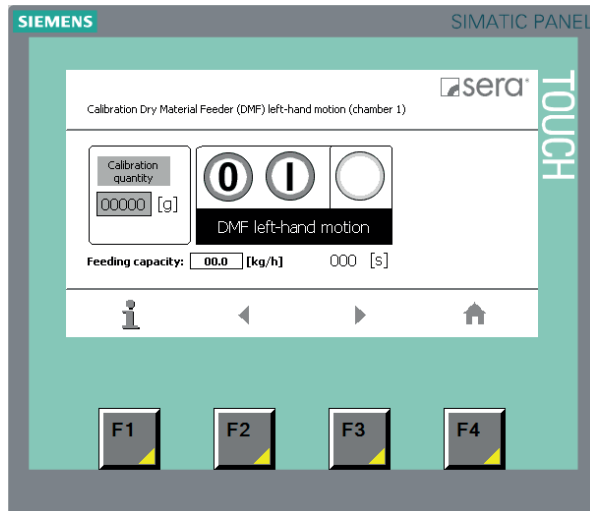 SIEMENS
SIMATIC PANEL
sera
TOUCH
Calibration Dry Material Feeder (DMF) left-hand motion (chamber 1)
Calibration
quantity
00000 [g]
0 I
DMF left-hand motion
Feeding capacity: 00.0 [kg/h] 000 [s]
F1 F2 F3 F4